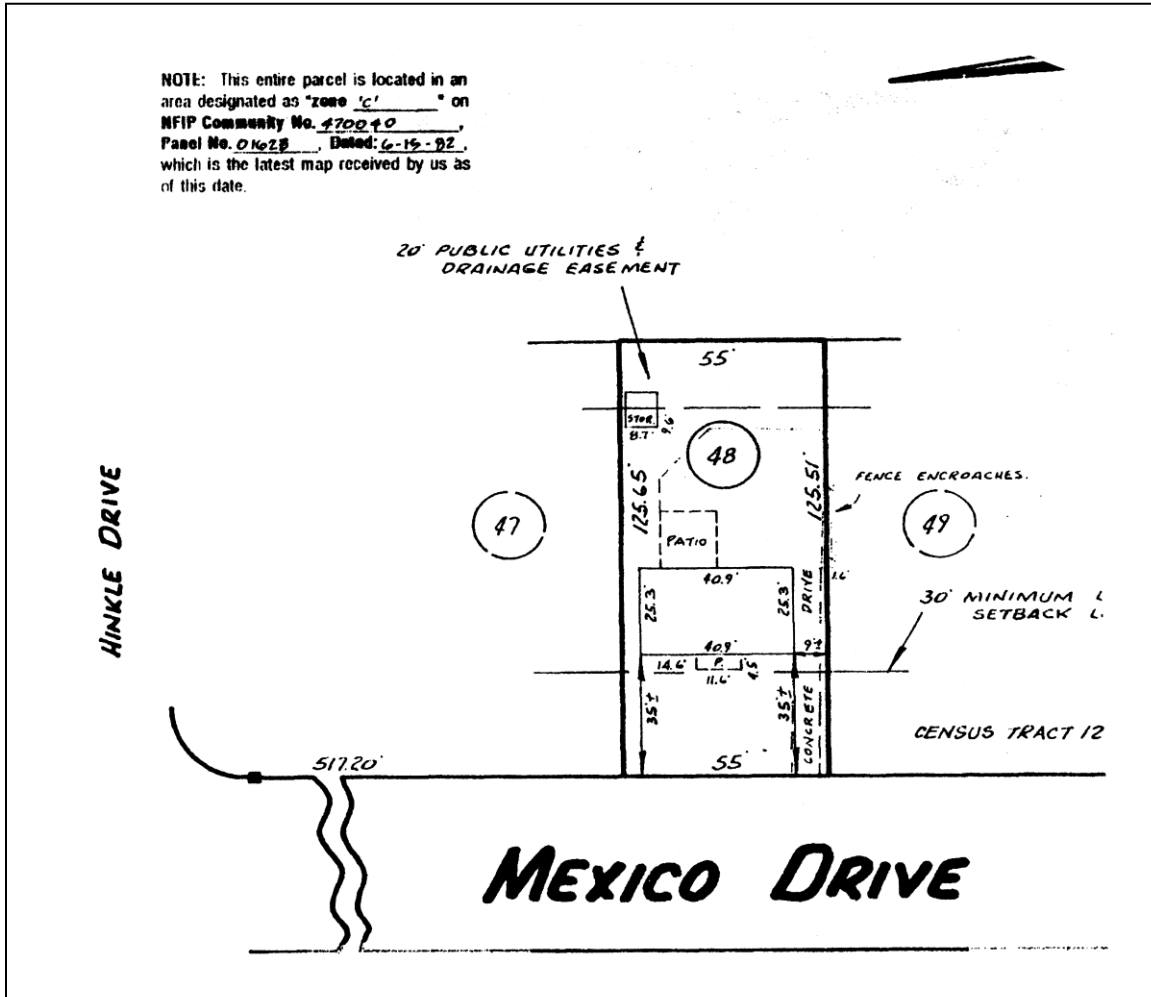 NOTE: This entire parcel is located in an
area designated as "zone 'C' " on
NFIP Community No. 470040,
Panel No. 0162B, Dated: 6-15-82,
which is the latest map received by us as
of this date.
20' PUBLIC UTILITIES &
DRAINAGE EASEMENT
55'
STOR.
8.7'
9.6'
48
125.65'
125.51'
FENCE ENCROACHES.
47
49
PATIO
HINKLE DRIVE
40.9'
1.6'
25.3'
25.3'
DRIVE
30' MINIMUM
SETBACK L.
40.9'
9'±
14.6'
P.
11.6'
4.5'
35'±
35'±
CONCRETE
CENSUS TRACT 12
517.20'
55'
MEXICO DRIVE